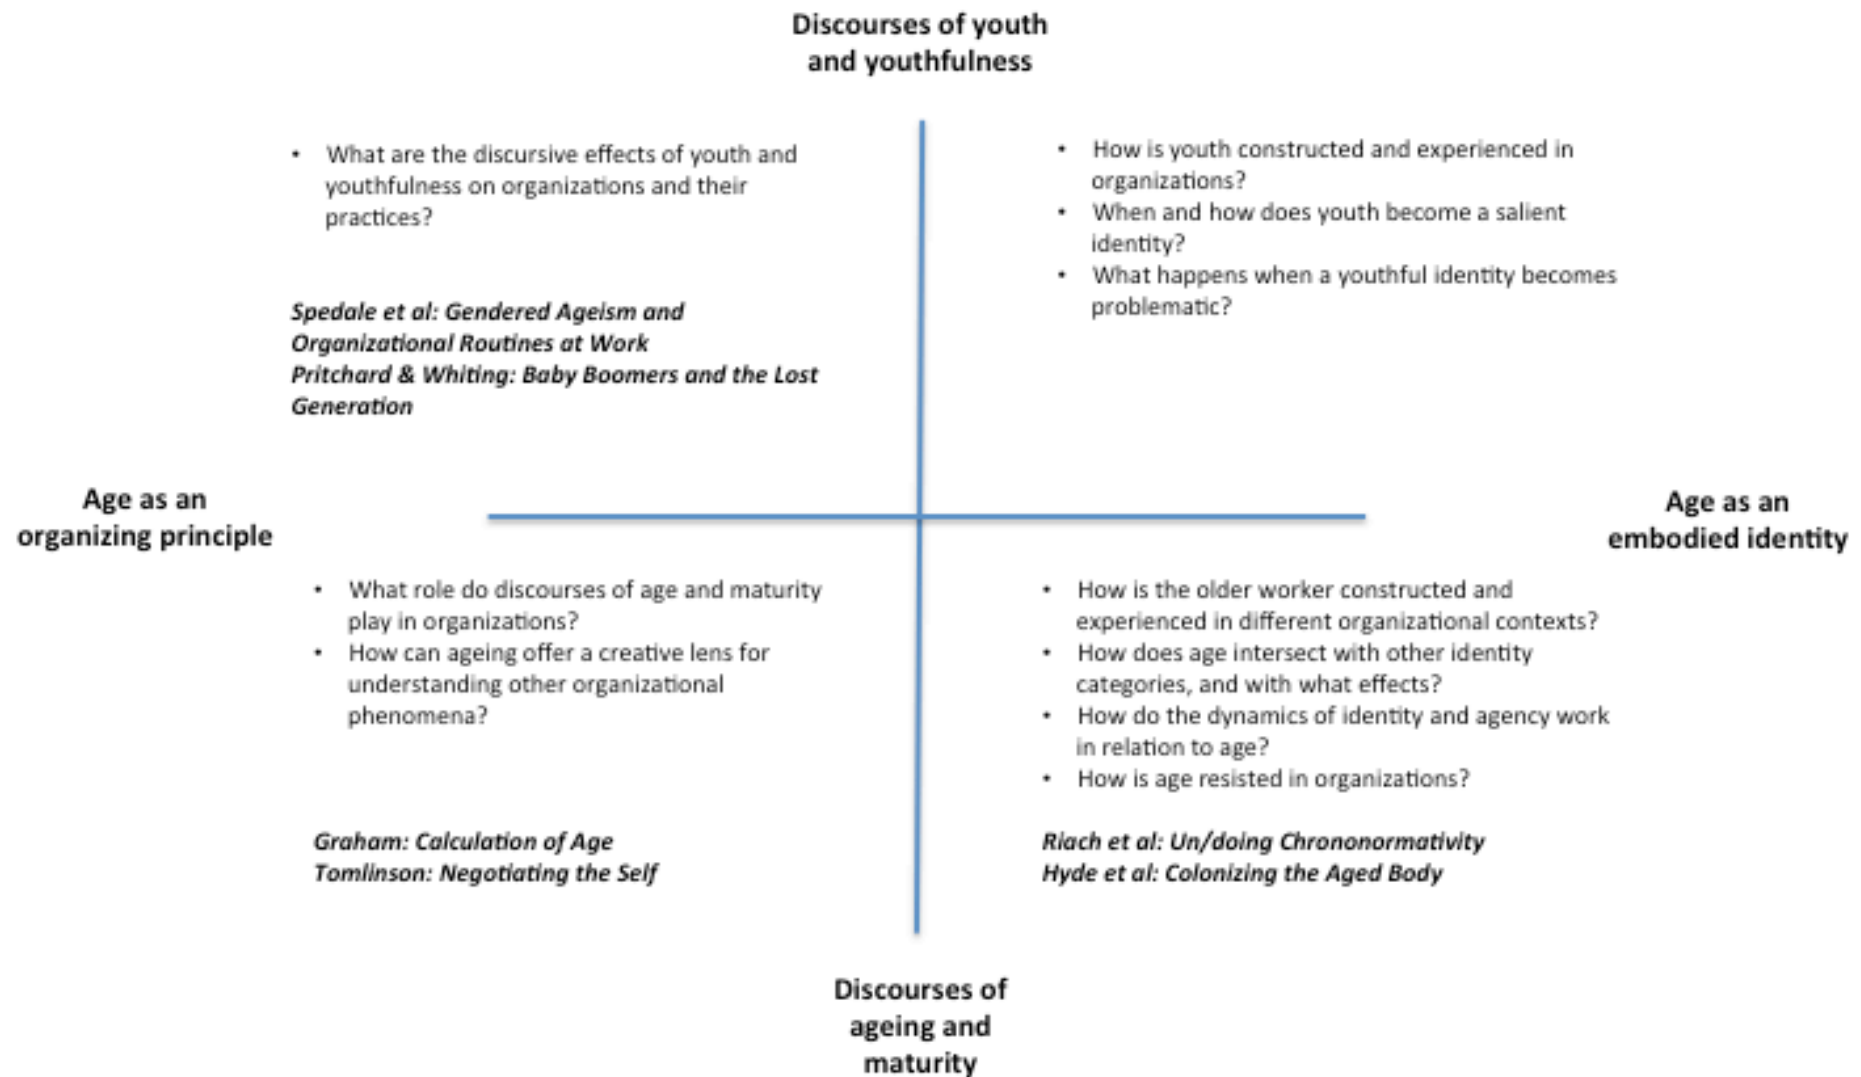 Discourses of youth
and youthfulness
• What are the discursive effects of youth and
youthfulness on organizations and their
practices?
Spedale et al: Gendered Ageism and
Organizational Routines at Work
Pritchard & Whiting: Baby Boomers and the Lost
Generation
• How is youth constructed and experienced in
organizations?
• When and how does youth become a salient
identity?
• What happens when a youthful identity becomes
problematic?
Age as an
organizing principle
Age as an
embodied identity
• What role do discourses of age and maturity
play in organizations?
• How can ageing offer a creative lens for
understanding other organizational
phenomena?
Graham: Calculation of Age
Tomlinson: Negotiating the Self
• How is the older worker constructed and
experienced in different organizational contexts?
• How does age intersect with other identity
categories, and with what effects?
• How do the dynamics of identity and agency work
in relation to age?
• How is age resisted in organizations?
Riach et al: Un/doing Chrononormativity
Hyde et al: Colonizing the Aged Body
Discourses of
ageing and
maturity